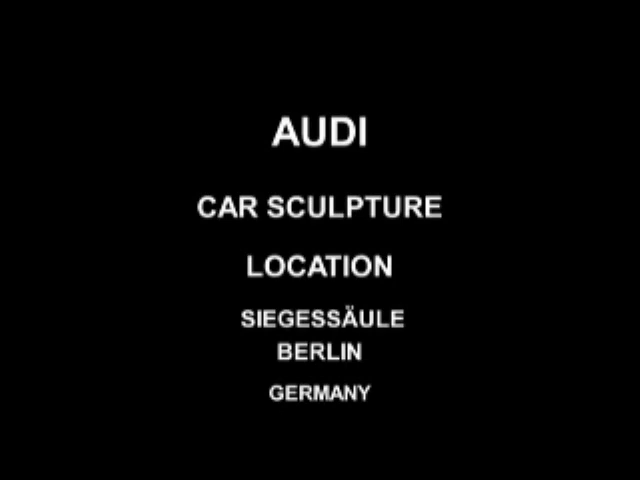 AUDI
CAR SCULPTURE
LOCATION
SIEGESSÄULE
BERLIN
GERMANY